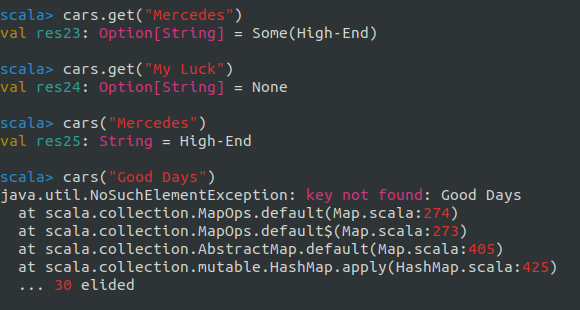 scala> cars.get("Mercedes")
val res23: Option[String] = Some(High-End)
scala> cars.get("My Luck")
val res24: Option[String] = None
scala> cars("Mercedes")
val res25: String = High-End
scala> cars("Good Days")
java.util.NoSuchElementException: key not found: Good Days
  at scala.collection.MapOps.default(Map.scala:274)
  at scala.collection.MapOps.default$(Map.scala:273)
  at scala.collection.AbstractMap.default(Map.scala:405)
  at scala.collection.mutable.HashMap.apply(HashMap.scala:425)
  ... 30 elided